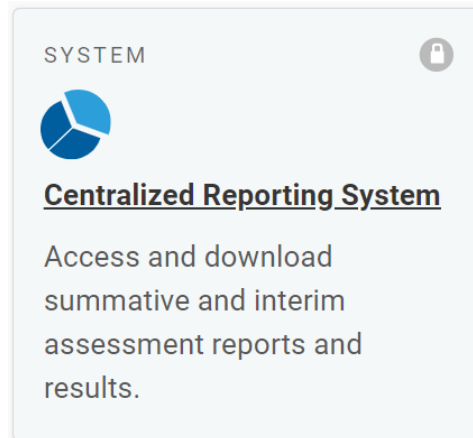 SYSTEM
Centralized Reporting System
Access and download
summative and interim
assessment reports and
results.